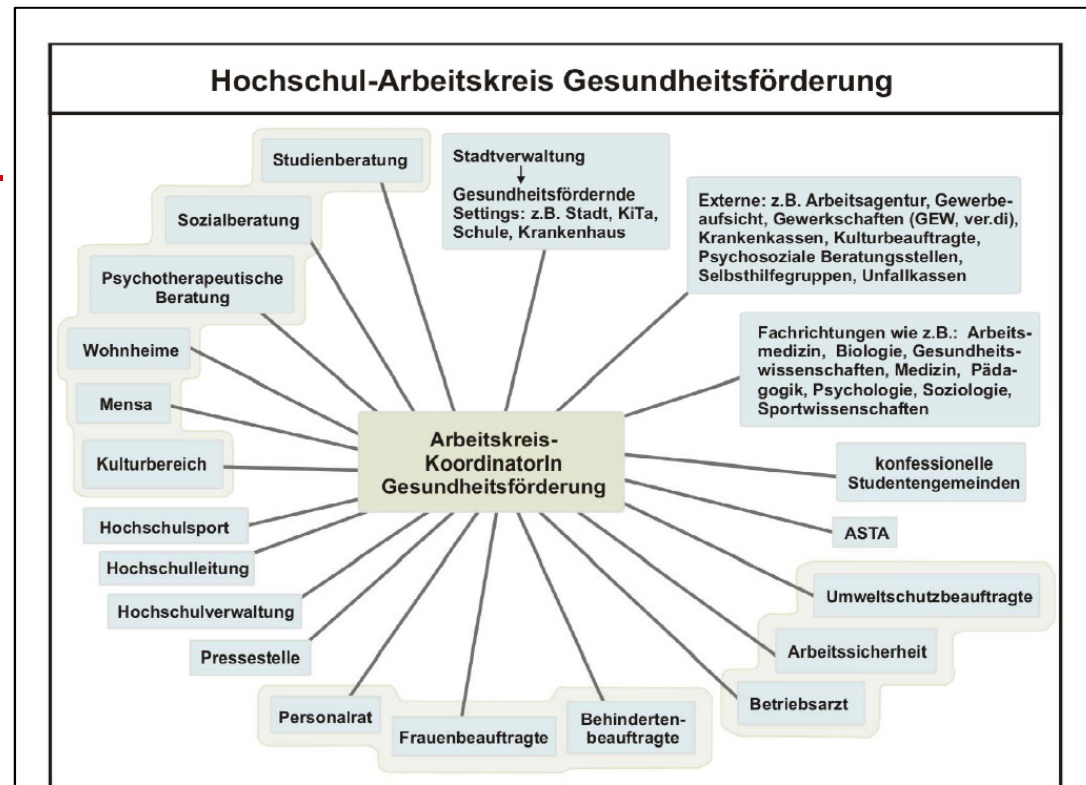 Hochschul-Arbeitskreis Gesundheitsförderung
Studienberatung
Sozialberatung
Psychotherapeutische
Beratung
Wohnheime
Mensa
Kulturbereich
Hochschulsport
Hochschulleitung
Hochschulverwaltung
Pressestelle
Personalrat
Frauenbeauftragte
Behinderten-
beauftragte
Betriebsarzt
Arbeitssicherheit
Umweltschutzbeauftragte
ASTA
konfessionelle
Studentengemeinden
Fachrichtungen wie z.B.: Arbeits-
medizin, Biologie, Gesundheits-
wissenschaften, Medizin, Päda-
gogik, Psychologie, Soziologie,
Sportwissenschaften
Externe: z.B. Arbeitsagentur, Gewerbe-
aufsicht, Gewerkschaften (GEW, ver.di),
Krankenkassen, Kulturbeauftragte,
Psychosoziale Beratungsstellen,
Selbsthilfegruppen, Unfallkassen
Stadtverwaltung
Gesundheitsfördernde
Settings: z.B. Stadt, KiTa,
Schule, Krankenhaus
Arbeitskreis-
KoordinatorIn
Gesundheitsförderung